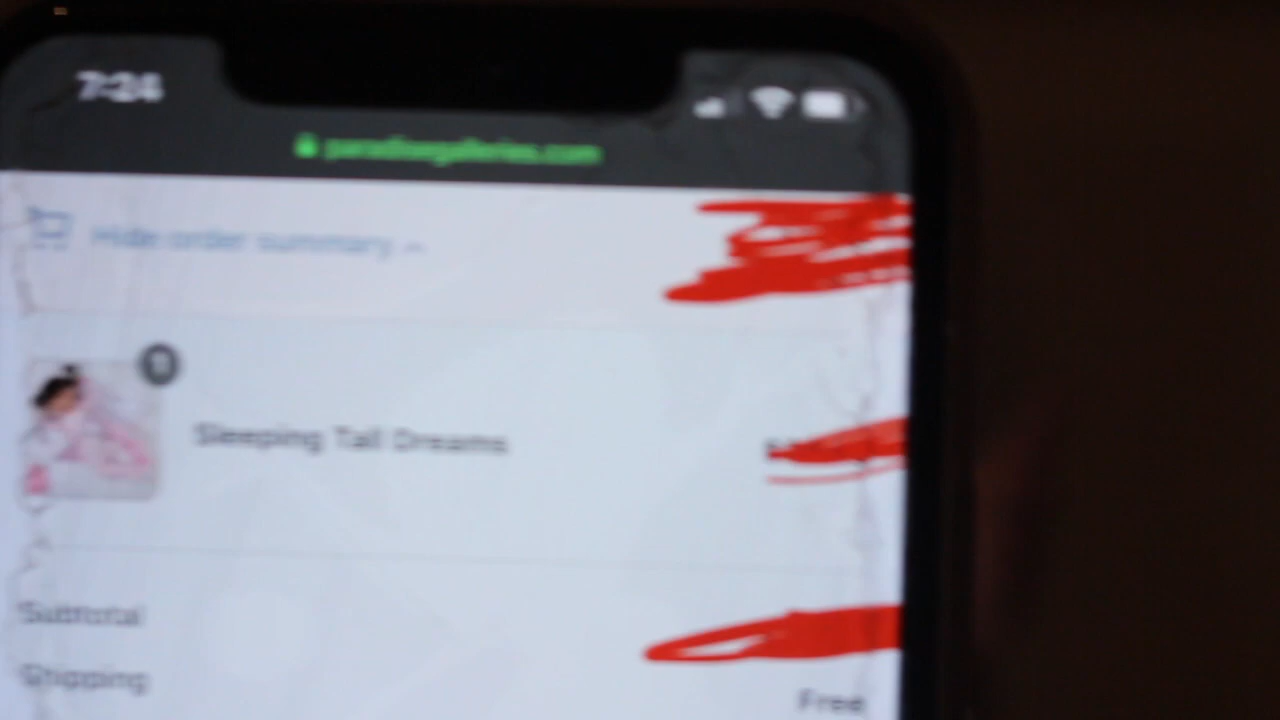 7:24
paradisegalleries.com
Hide order summary
Sleeping Tall Dreams
Subtotal
Shipping
Free